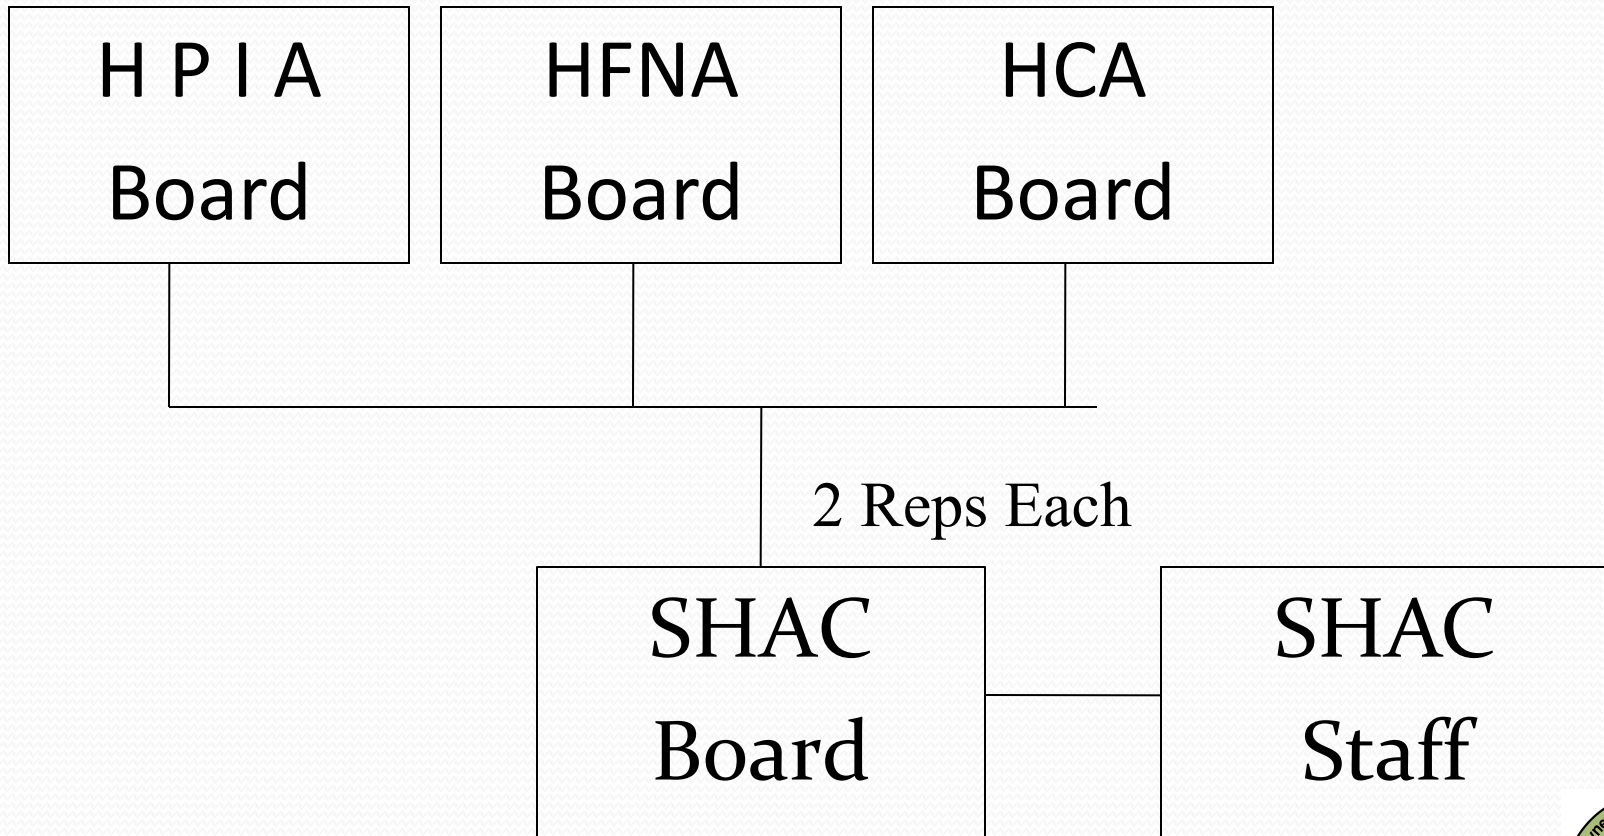 H P I A
Board
HFNA
Board
HCA
Board
2 Reps Each
SHAC
Board
SHAC
Staff